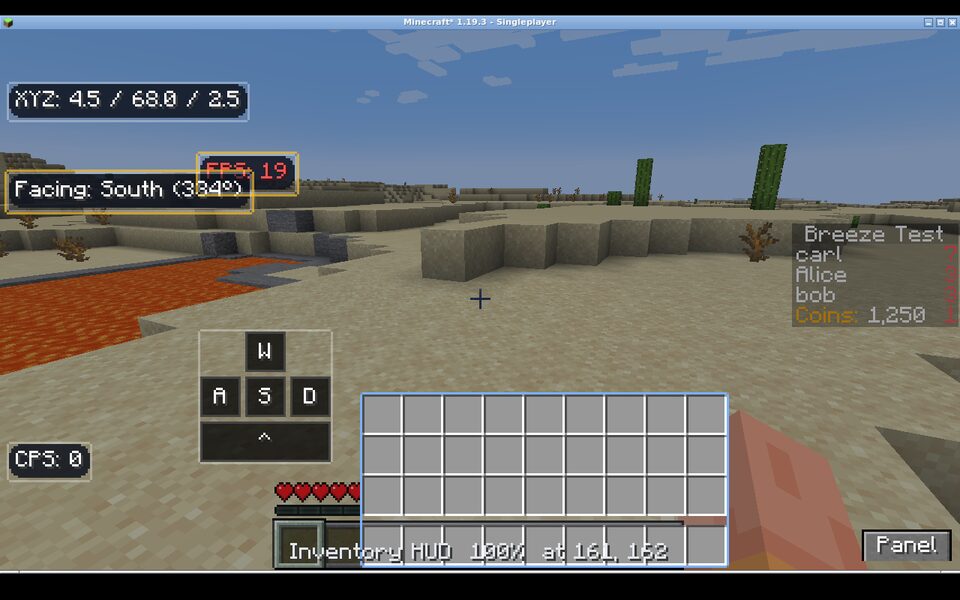 Minecraft* 1.19.3 - Singleplayer
XYZ: 4.5 / 68.0 / 2.5
FPS: 19
Facing: South (334°)
Breeze Test
carl
Alice
bob
Coins: 1,250
W
A S D
^
CPS: 0
Inventory HUD 100% at 161, 162
Panel